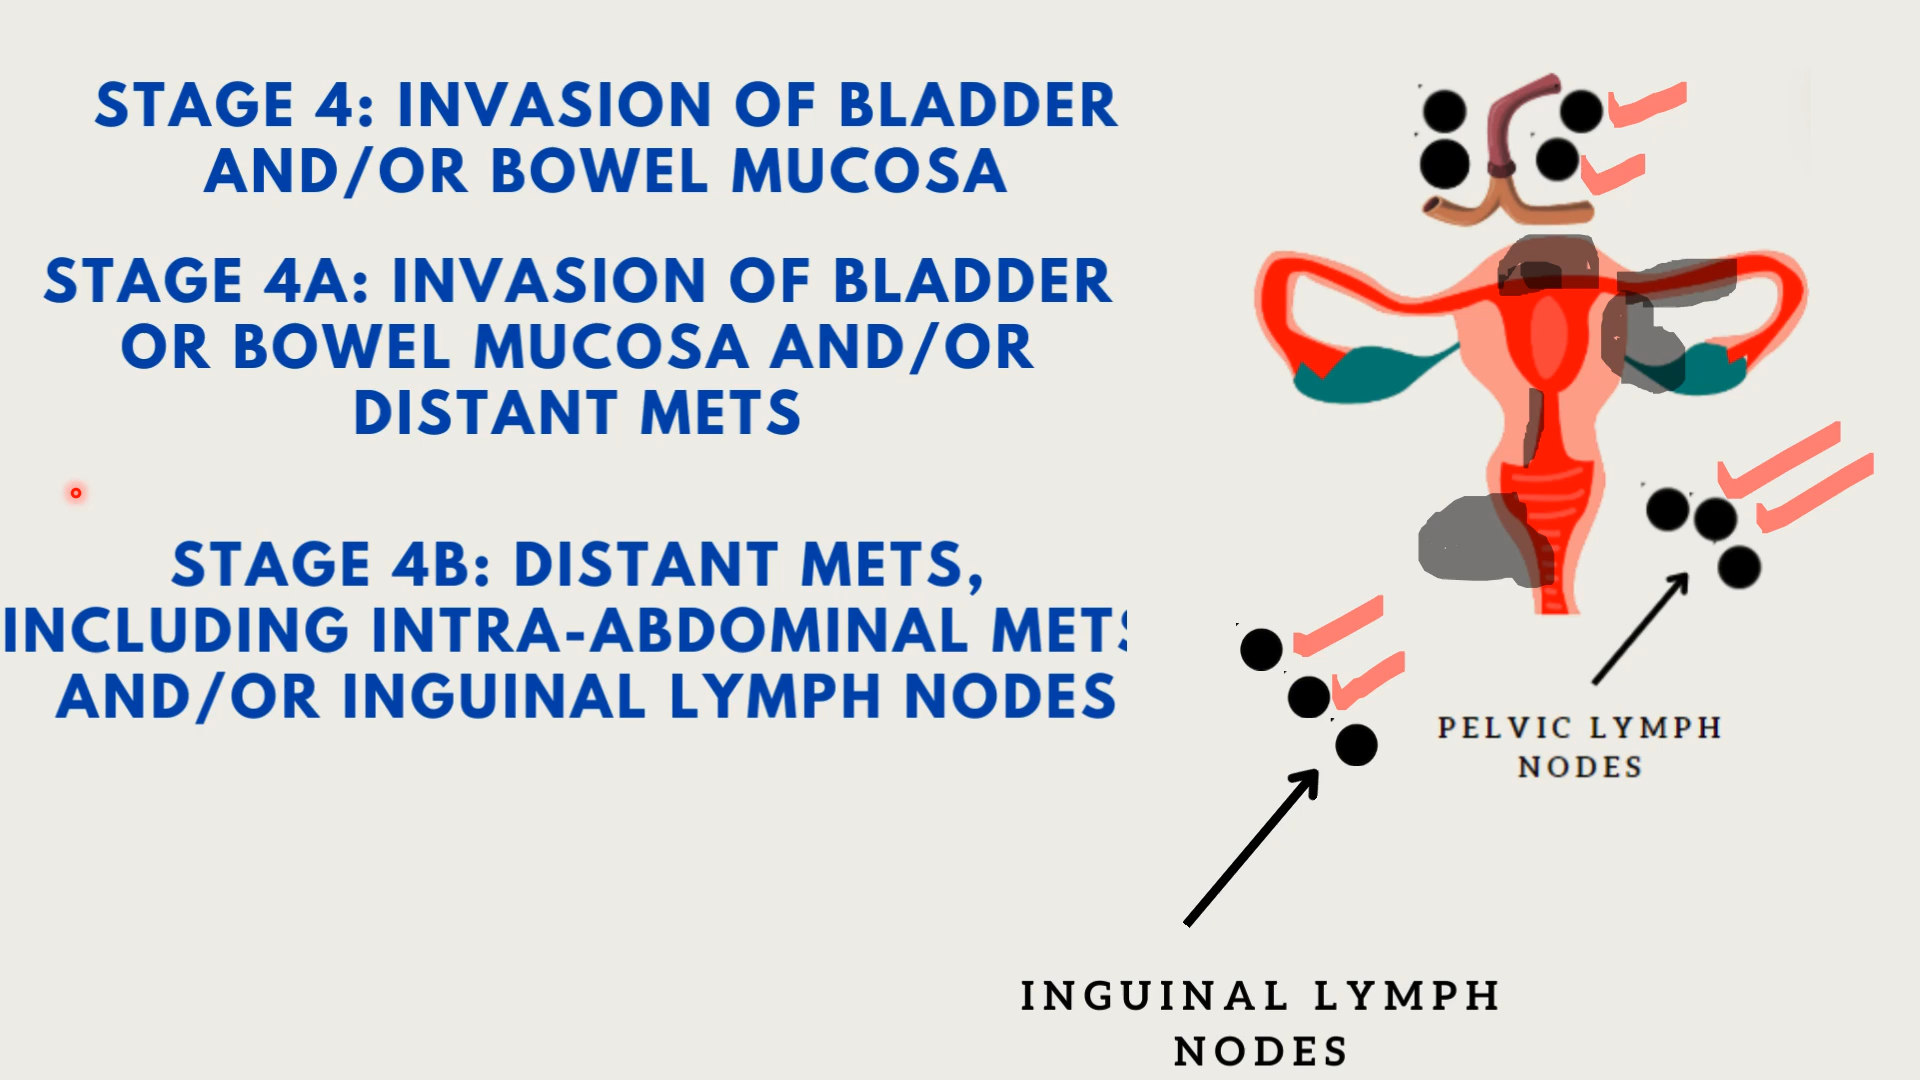 STAGE 4: INVASION OF BLADDER
AND/OR BOWEL MUCOSA
STAGE 4A: INVASION OF BLADDER
OR BOWEL MUCOSA AND/OR
DISTANT METS
STAGE 4B: DISTANT METS,
INCLUDING INTRA-ABDOMINAL METS
AND/OR INGUINAL LYMPH NODES
PELVIC LYMPH
NODES
INGUINAL LYMPH
NODES